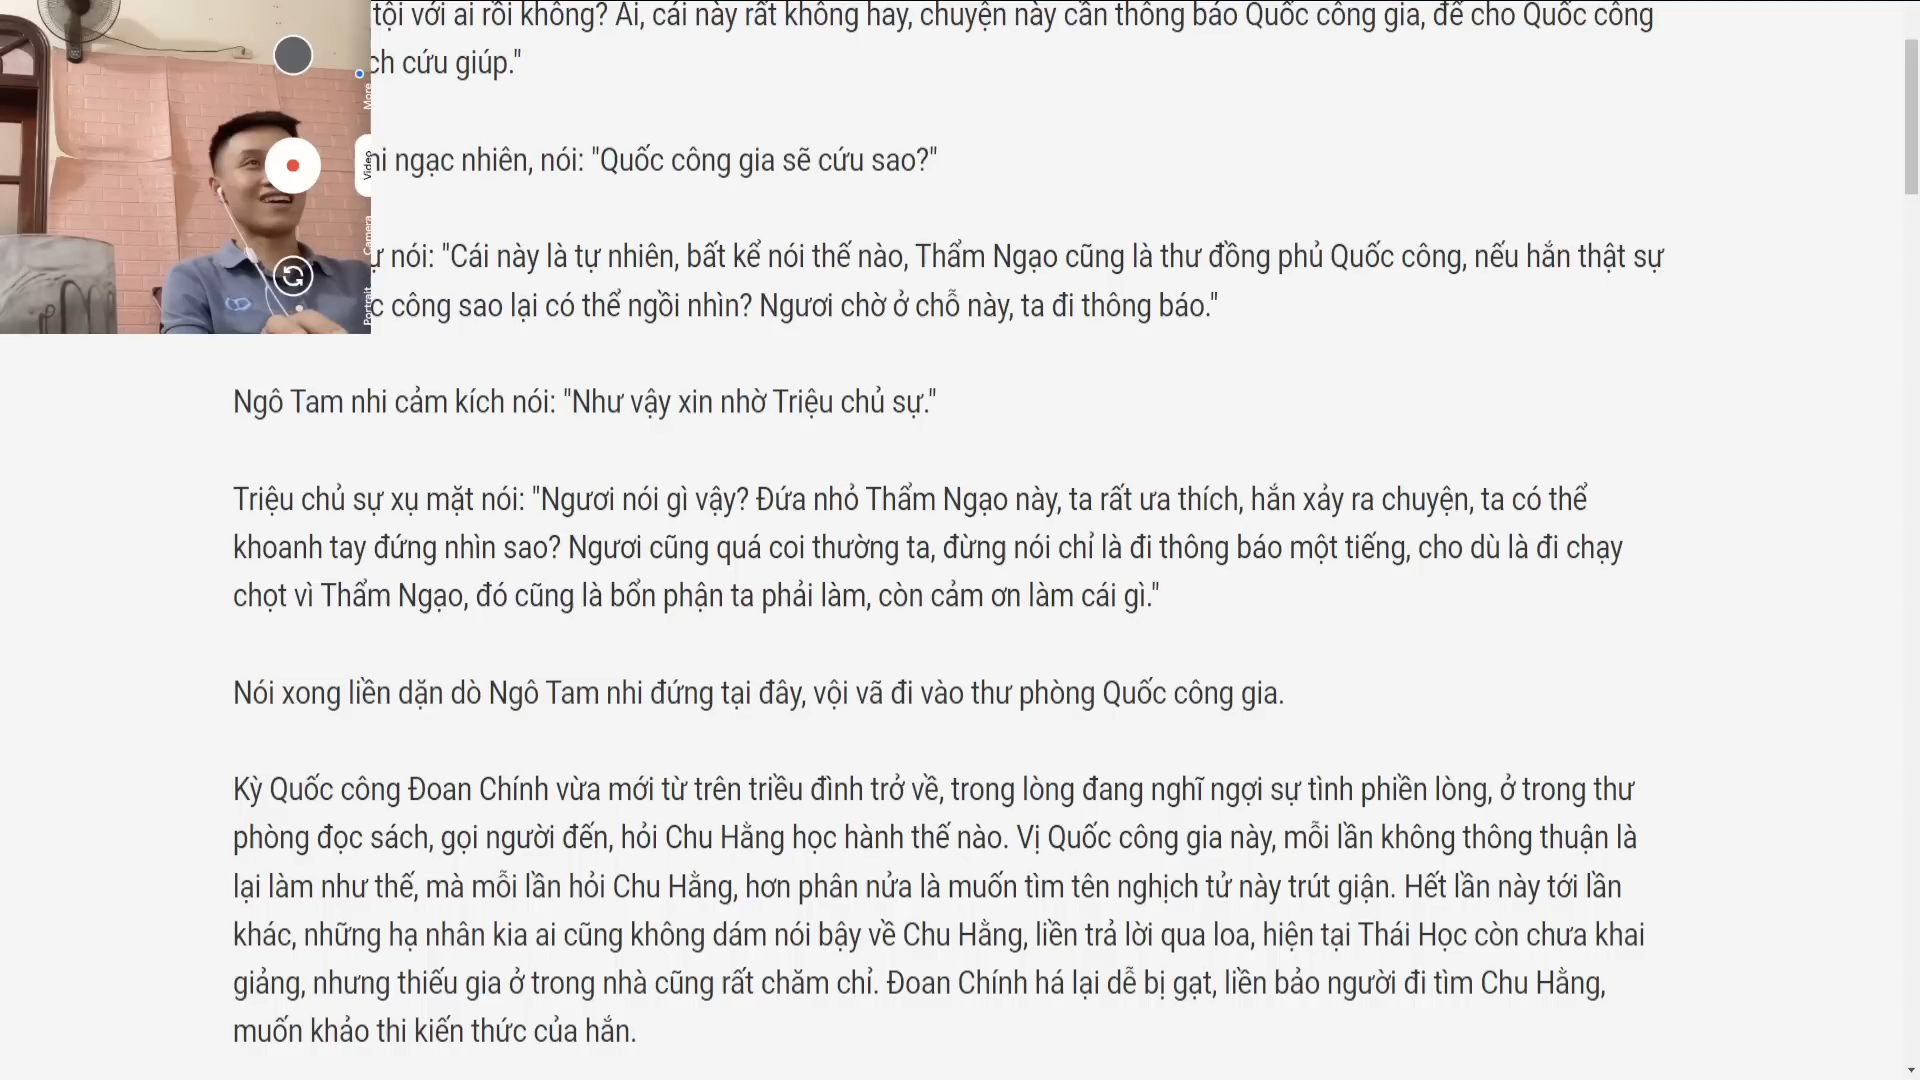 tội với ai rồi không? Ai, cái này rất không hay, chuyện này cần thông báo Quốc công gia, để cho Quốc công
ch cứu giúp."
More
Video
Camera
Portrait
ni ngạc nhiên, nói: "Quốc công gia sẽ cứu sao?"
ự nói: "Cái này là tự nhiên, bất kể nói thế nào, Thẩm Ngạo cũng là thư đồng phủ Quốc công, nếu hắn thật sự
c công sao lại có thể ngồi nhìn? Ngươi chờ ở chỗ này, ta đi thông báo."
Ngô Tam nhi cảm kích nói: "Như vậy xin nhờ Triệu chủ sự."
Triệu chủ sự xụ mặt nói: "Ngươi nói gì vậy? Đứa nhỏ Thẩm Ngạo này, ta rất ưa thích, hắn xảy ra chuyện, ta có thể
khoanh tay đứng nhìn sao? Ngươi cũng quá coi thường ta, đừng nói chỉ là đi thông báo một tiếng, cho dù là đi chạy
chọt vì Thẩm Ngạo, đó cũng là bổn phận ta phải làm, còn cảm ơn làm cái gì."
Nói xong liền dặn dò Ngô Tam nhi đứng tại đây, vội vã đi vào thư phòng Quốc công gia.
Kỳ Quốc công Đoan Chính vừa mới từ trên triều đình trở về, trong lòng đang nghĩ ngợi sự tình phiền lòng, ở trong thư
phòng đọc sách, gọi người đến, hỏi Chu Hằng học hành thế nào. Vị Quốc công gia này, mỗi lần không thông thuận là
lại làm như thế, mà mỗi lần hỏi Chu Hằng, hơn phân nửa là muốn tìm tên nghịch tử này trút giận. Hết lần này tới lần
khác, những hạ nhân kia ai cũng không dám nói bậy về Chu Hằng, liền trả lời qua loa, hiện tại Thái Học còn chưa khai
giảng, nhưng thiếu gia ở trong nhà cũng rất chăm chỉ. Đoan Chính há lại dễ bị gạt, liền bảo người đi tìm Chu Hằng,
muốn khảo thi kiến thức của hắn.